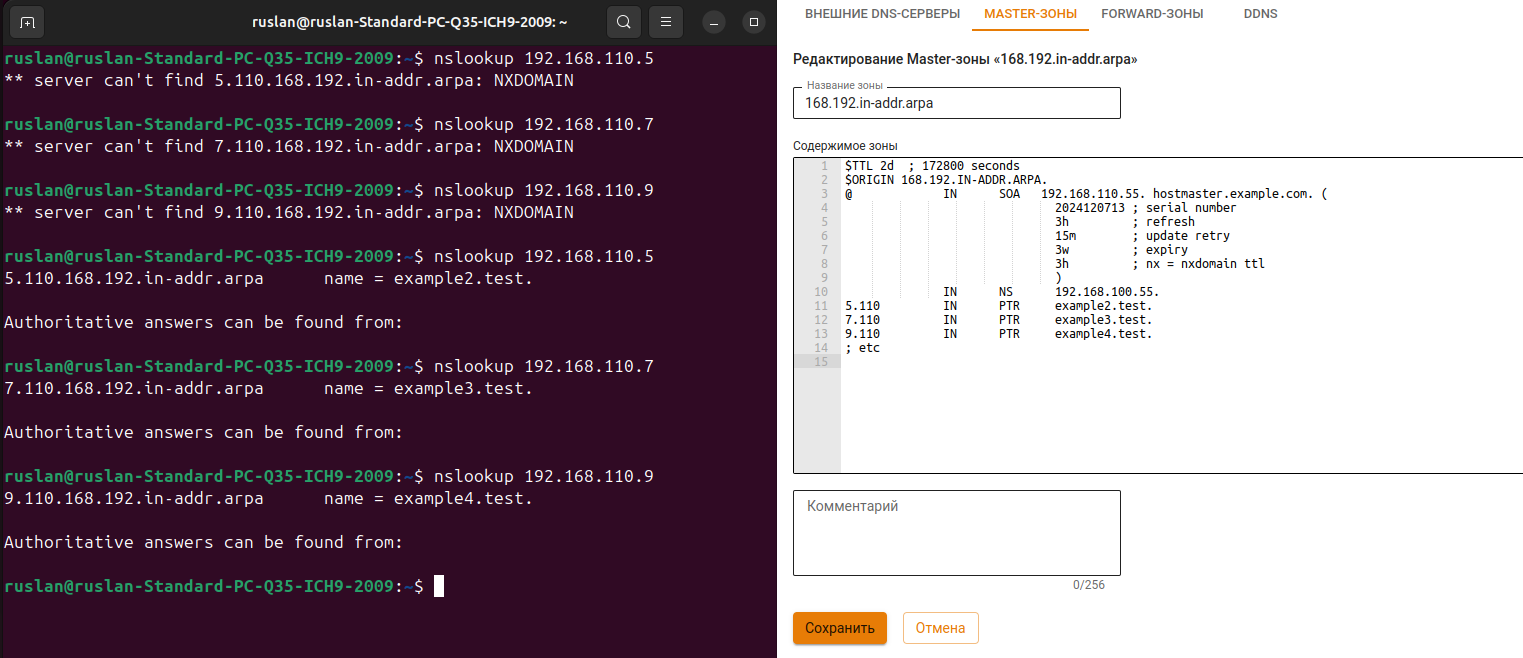 ruslan@ruslan-Standard-PC-Q35-ICH9-2009: ~
ruslan@ruslan-Standard-PC-Q35-ICH9-2009:~$ nslookup 192.168.110.5
** server can't find 5.110.168.192.in-addr.arpa: NXDOMAIN
ruslan@ruslan-Standard-PC-Q35-ICH9-2009:~$ nslookup 192.168.110.7
** server can't find 7.110.168.192.in-addr.arpa: NXDOMAIN
ruslan@ruslan-Standard-PC-Q35-ICH9-2009:~$ nslookup 192.168.110.9
** server can't find 9.110.168.192.in-addr.arpa: NXDOMAIN
ruslan@ruslan-Standard-PC-Q35-ICH9-2009:~$ nslookup 192.168.110.5
5.110.168.192.in-addr.arpa      name = example2.test.
Authoritative answers can be found from:
ruslan@ruslan-Standard-PC-Q35-ICH9-2009:~$ nslookup 192.168.110.7
7.110.168.192.in-addr.arpa      name = example3.test.
Authoritative answers can be found from:
ruslan@ruslan-Standard-PC-Q35-ICH9-2009:~$ nslookup 192.168.110.9
9.110.168.192.in-addr.arpa      name = example4.test.
Authoritative answers can be found from:
ruslan@ruslan-Standard-PC-Q35-ICH9-2009:~$
ВНЕШНИЕ DNS-СЕРВЕРЫ MASTER-ЗОНЫ FORWARD-ЗОНЫ DDNS
Редактирование Master-зоны «168.192.in-addr.arpa»
Название зоны
168.192.in-addr.arpa
Содержимое зоны
1 $TTL 2d  ; 172800 seconds
2 $ORIGIN 168.192.IN-ADDR.ARPA.
3 @ IN SOA 192.168.110.55. hostmaster.example.com. (
4 2024120713 ; serial number
5 3h ; refresh
6 15m ; update retry
7 3w ; expiry
8 3h ; nx = nxdomain ttl
9 )
10 IN NS 192.168.100.55.
11 5.110 IN PTR example2.test.
12 7.110 IN PTR example3.test.
13 9.110 IN PTR example4.test.
14 ; etc
15
Комментарий
0/256
Сохранить Отмена